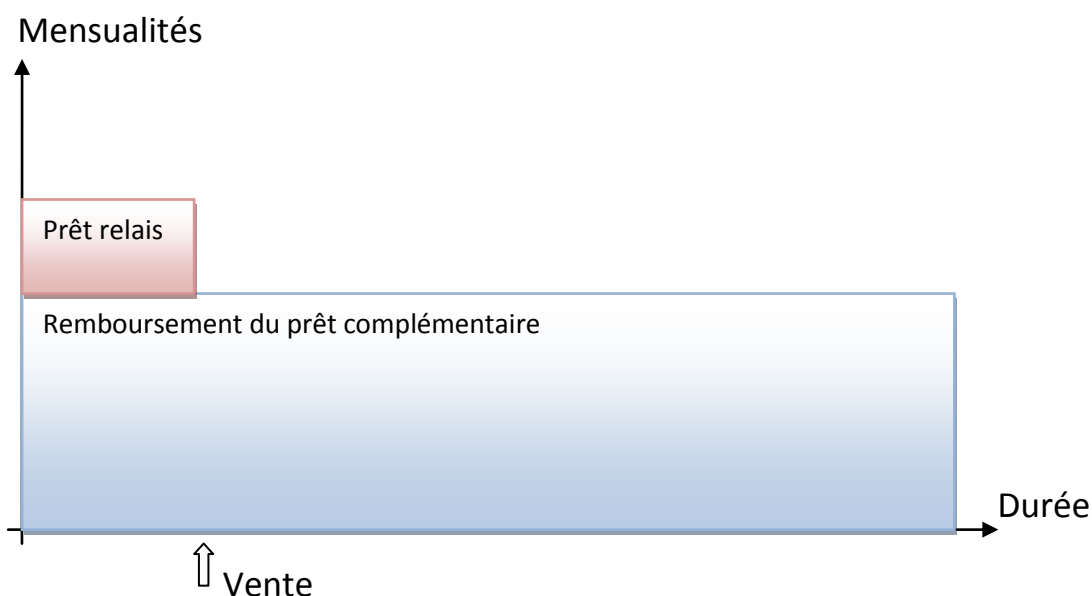 Mensualités
Prêt relais
Remboursement du prêt complémentaire
Durée
Vente